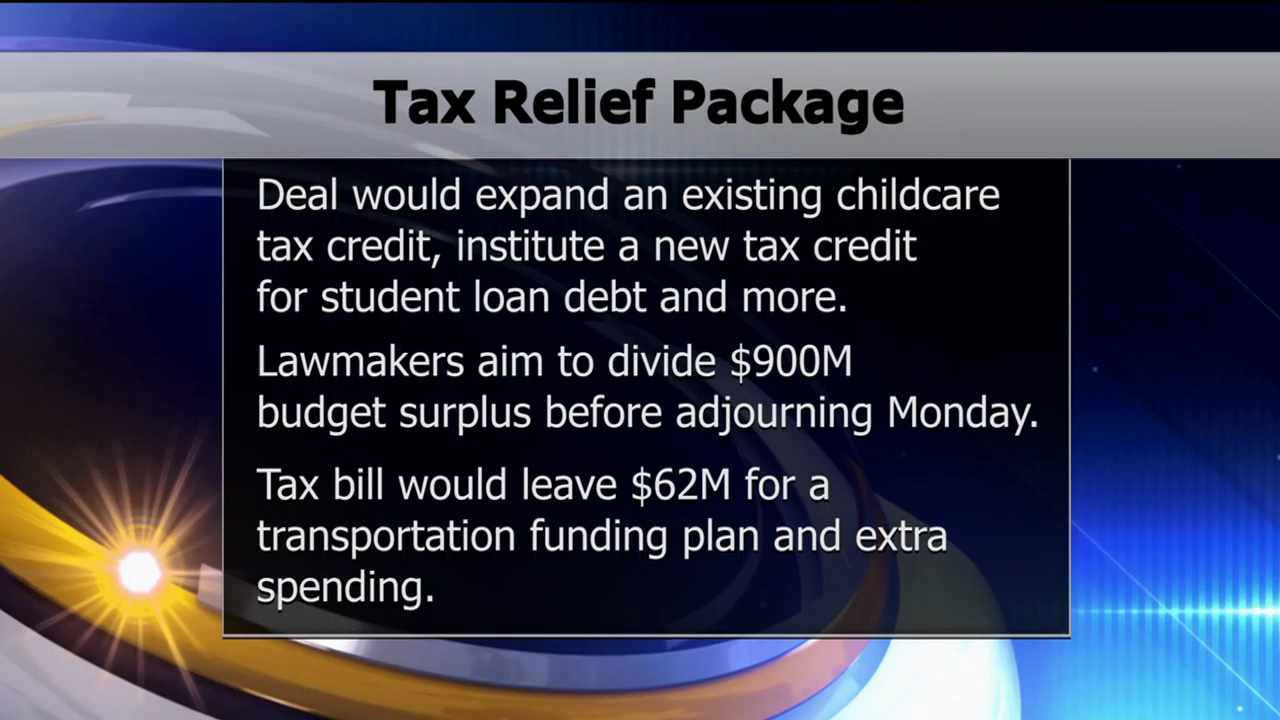 Tax Relief Package
Deal would expand an existing childcare
tax credit, institute a new tax credit
for student loan debt and more.
Lawmakers aim to divide $900M
budget surplus before adjourning Monday.
Tax bill would leave $62M for a
transportation funding plan and extra
spending.